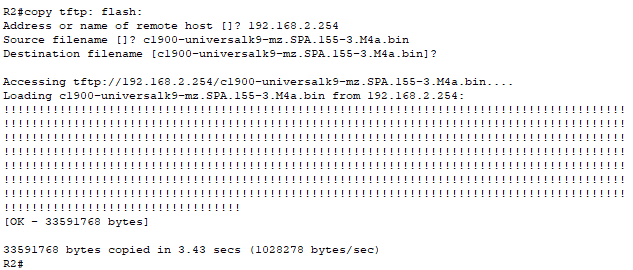 R2#copy tftp: flash:
Address or name of remote host []? 192.168.2.254
Source filename []? c1900-universalk9-mz.SPA.155-3.M4a.bin
Destination filename [c1900-universalk9-mz.SPA.155-3.M4a.bin]?
Accessing tftp://192.168.2.254/c1900-universalk9-mz.SPA.155-3.M4a.bin....
Loading c1900-universalk9-mz.SPA.155-3.M4a.bin from 192.168.2.254:
!!!!!!!!!!!!!!!!!!!!!!!!!!!!!!!!!!!!!!!!!!!!!!!!!!!!!!!!!!!!!!!!!!!!!!!!!!!!!!!!!!!!!!!!!
!!!!!!!!!!!!!!!!!!!!!!!!!!!!!!!!!!!!!!!!!!!!!!!!!!!!!!!!!!!!!!!!!!!!!!!!!!!!!!!!!!!!!!!!!
!!!!!!!!!!!!!!!!!!!!!!!!!!!!!!!!!!!!!!!!!!!!!!!!!!!!!!!!!!!!!!!!!!!!!!!!!!!!!!!!!!!!!!!!!
!!!!!!!!!!!!!!!!!!!!!!!!!!!!!!!!!!!!!!!!!!!!!!!!!!!!!!!!!!!!!!!!!!!!!!!!!!!!!!!!!!!!!!!!!
!!!!!!!!!!!!!!!!!!!!!!!!!!!!!!!!!!!!!!!!!!!!!!!!!!!!!!!!!!!!!!!!!!!!!!!!!!!!!!!!!!!!!!!!!
!!!!!!!!!!!!!!!!!!!!!!!!!!!!!!!!!!!!!!!!!!!!!!!!!!!!!!!!!!!!!!!!!!!!!!!!!!!!!!!!!!!!!!!!!
!!!!!!!!!!!!!!!!!!!!!!!!!!!!!!!!!!!!!!!!!!!!!!!!!!!!!!!!!!!!!!!!!!!!!!!!!!!!!!!!!!!!!!!!!
!!!!!!!!!!!!!!!!!!!!!!!!!!!!!!!!!!
[OK - 33591768 bytes]
33591768 bytes copied in 3.43 secs (1028278 bytes/sec)
R2#